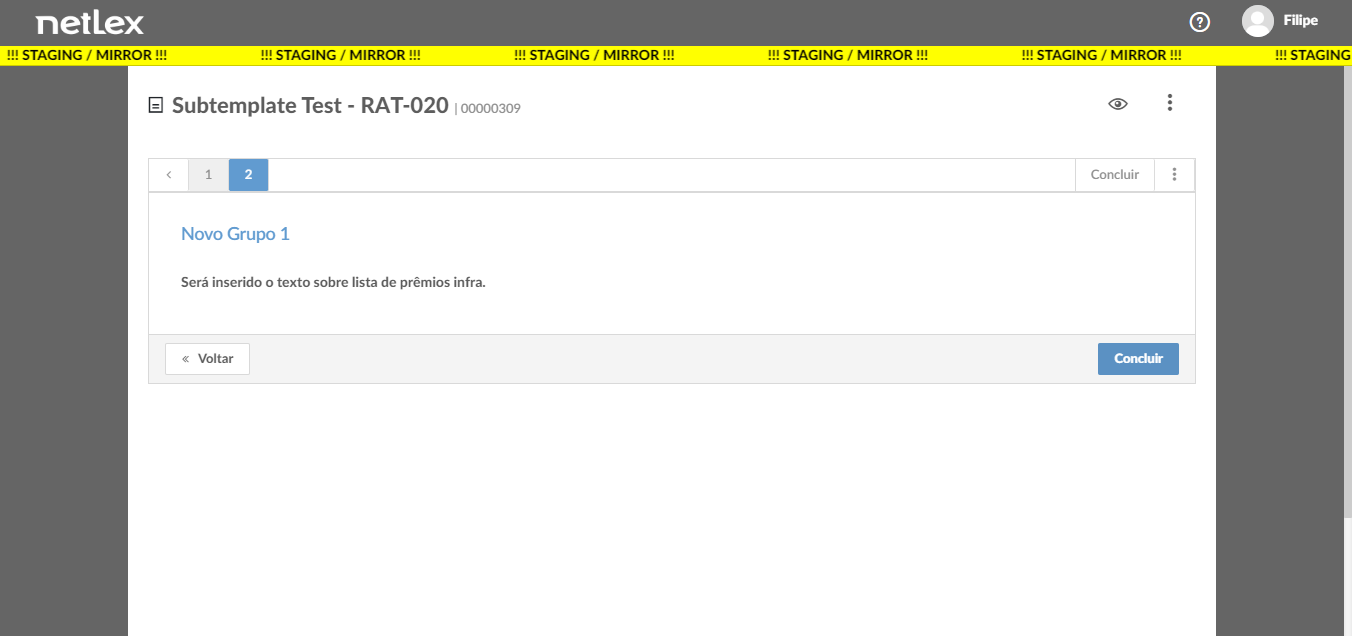 netLex
? Filipe
!!! STAGING / MIRROR !!! !!! STAGING / MIRROR !!! !!! STAGING / MIRROR !!! !!! STAGING / MIRROR !!! !!! STAGING / MIRROR !!! !!! STAGING
Subtemplate Test - RAT-020 | 00000309
‹ 1 2 Concluir
Novo Grupo 1
Será inserido o texto sobre lista de prêmios infra.
« Voltar Concluir